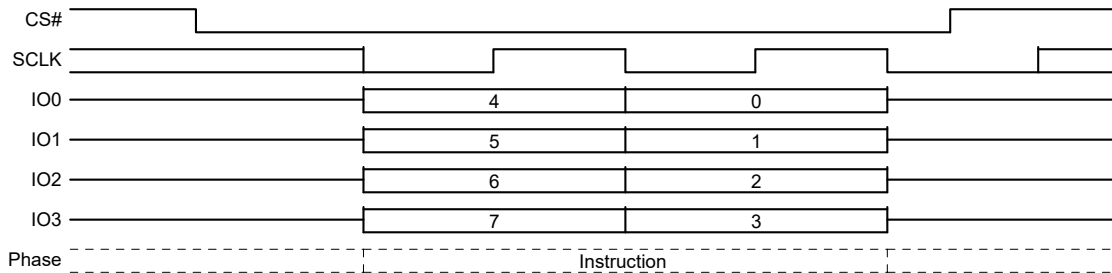 CS#
SCLK
IO0 4 0
IO1 5 1
IO2 6 2
IO3 7 3
Phase Instruction